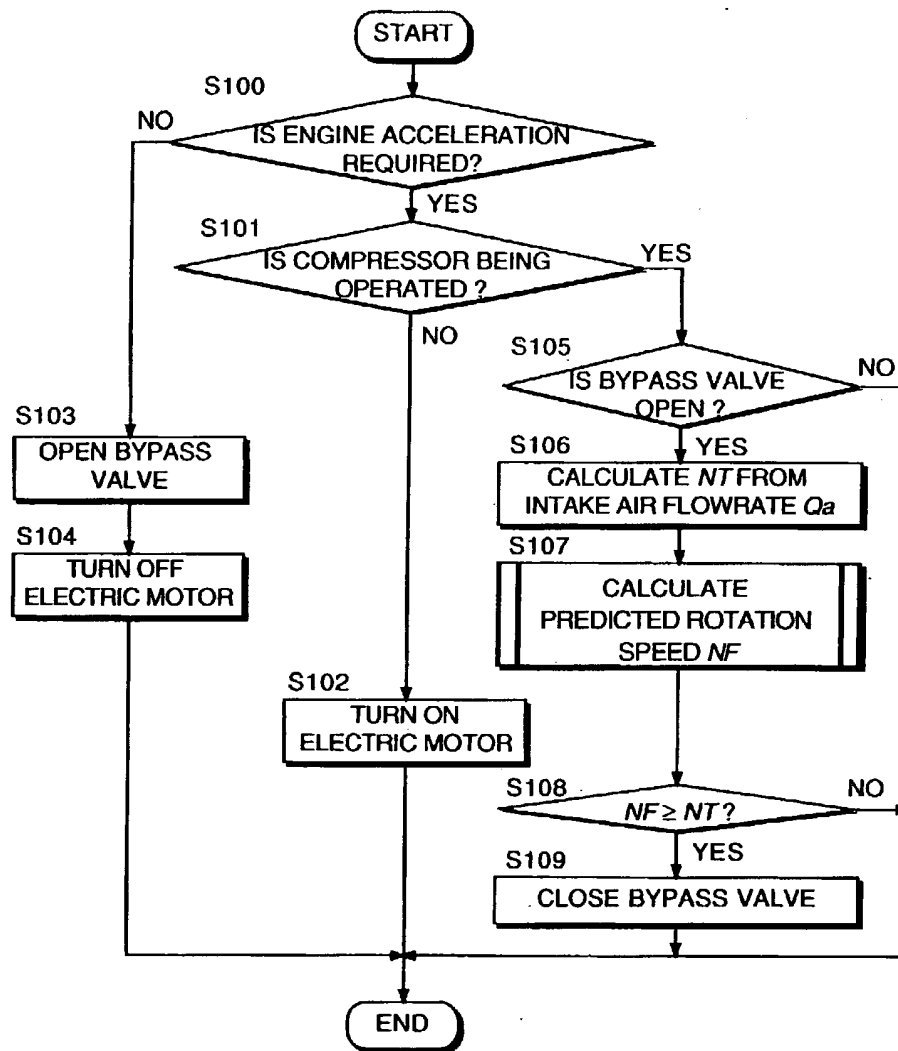 START
S100
NO
IS ENGINE ACCELERATION
REQUIRED?
YES
S101
IS COMPRESSOR BEING
OPERATED ?
YES
NO
S105
IS BYPASS VALVE
OPEN ?
NO
YES
S103
OPEN BYPASS
VALVE
S106
CALCULATE NT FROM
INTAKE AIR FLOWRATE Qa
S104
TURN OFF
ELECTRIC MOTOR
S107
CALCULATE
PREDICTED ROTATION
SPEED NF
S102
TURN ON
ELECTRIC MOTOR
S108
NF ≥ NT ?
NO
YES
S109
CLOSE BYPASS VALVE
END